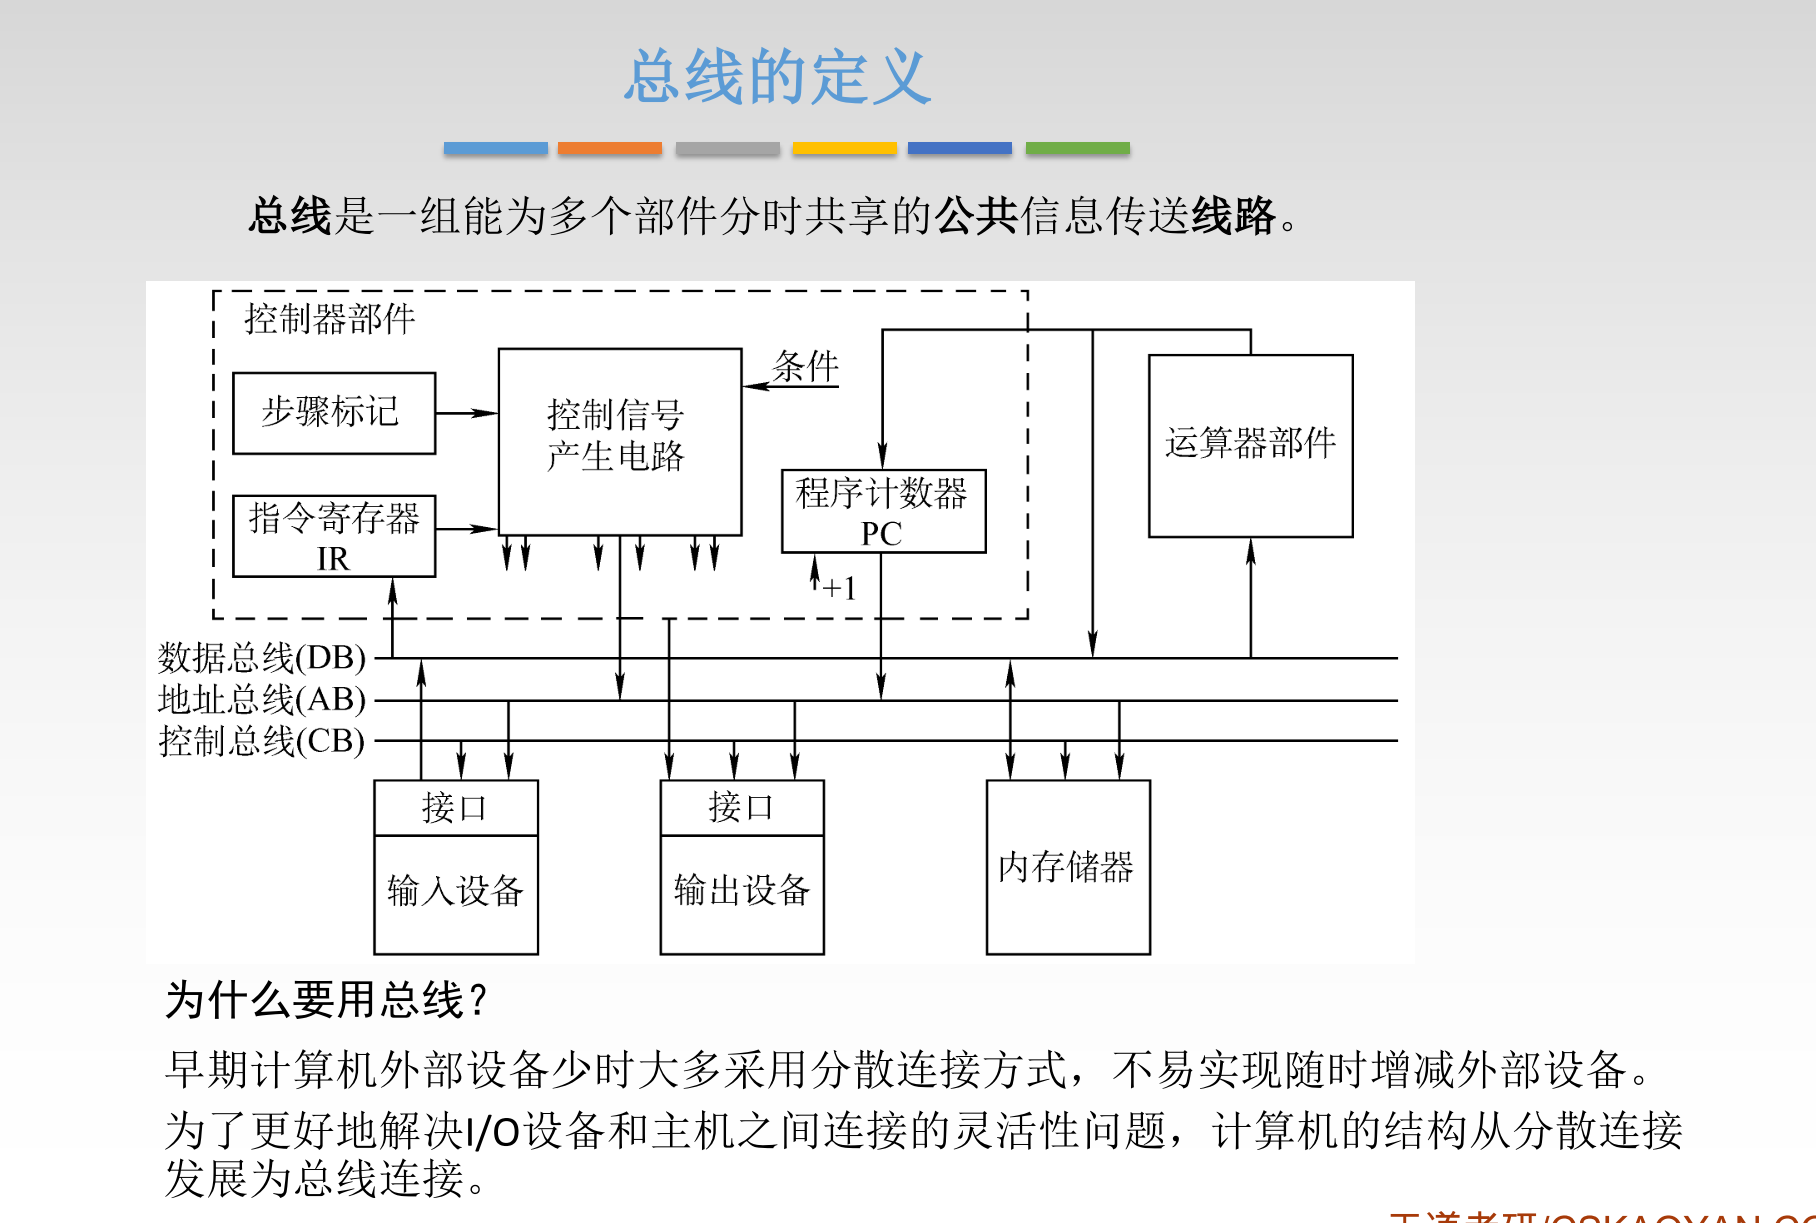 总线的定义
总线是一组能为多个部件分时共享的公共信息传送线路。
控制器部件
步骤标记
控制信号
产生电路
条件
运算器部件
指令寄存器
IR
程序计数器
PC
+1
数据总线(DB)
地址总线(AB)
控制总线(CB)
接口
输入设备
接口
输出设备
内存储器
为什么要用总线？
早期计算机外部设备少时大多采用分散连接方式，不易实现随时增减外部设备。
为了更好地解决I/O设备和主机之间连接的灵活性问题，计算机的结构从分散连接
发展为总线连接。